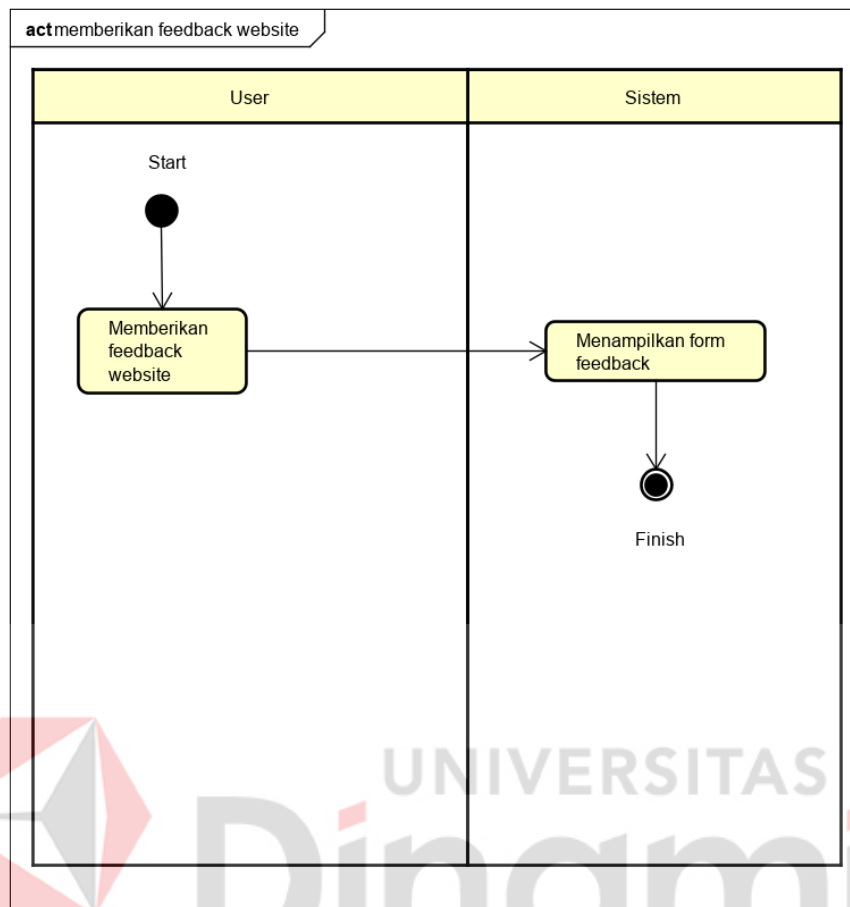 act memberikan feedback website
User
Sistem
Start
Memberikan
feedback
website
Menampilkan form
feedback
Finish
UNIVERSITAS